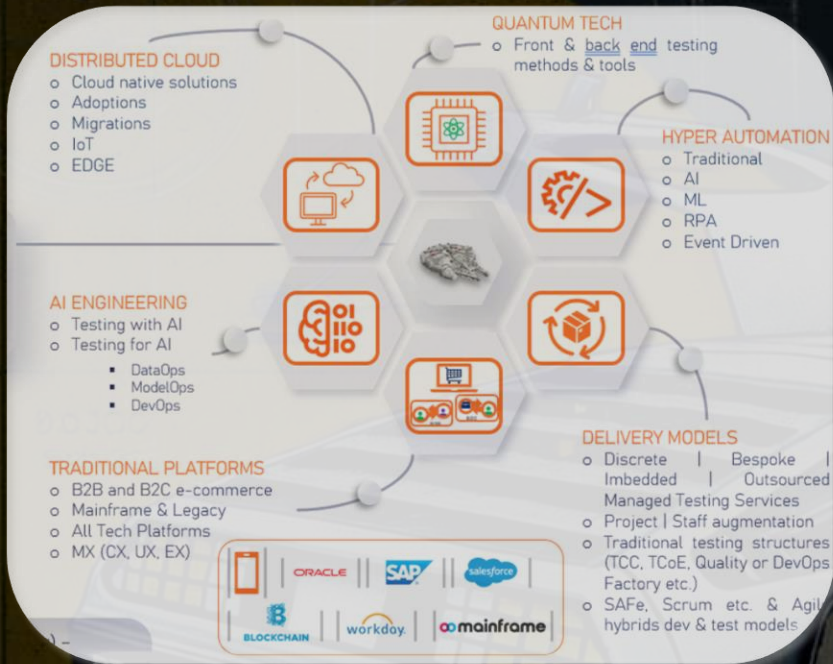 DISTRIBUTED CLOUD
o Cloud native solutions
o Adoptions
o Migrations
o IoT
o EDGE
QUANTUM TECH
o Front & back end testing
methods & tools
HYPER AUTOMATION
o Traditional
o AI
o ML
o RPA
o Event Driven
AI ENGINEERING
o Testing with AI
o Testing for AI
▪ DataOps
▪ ModelOps
▪ DevOps
01
110
10
TRADITIONAL PLATFORMS
o B2B and B2C e-commerce
o Mainframe & Legacy
o All Tech Platforms
o MX (CX, UX, EX)
DELIVERY MODELS
o Discrete | Bespoke |
Imbedded | Outsourced
Managed Testing Services
o Project | Staff augmentation
o Traditional testing structures
(TCC, TCoE, Quality or DevOps
Factory etc.)
o SAFe, Scrum etc. & Agile
hybrids dev & test models
ORACLE
SAP
salesforce
BLOCKCHAIN
workday.
mainframe
) –